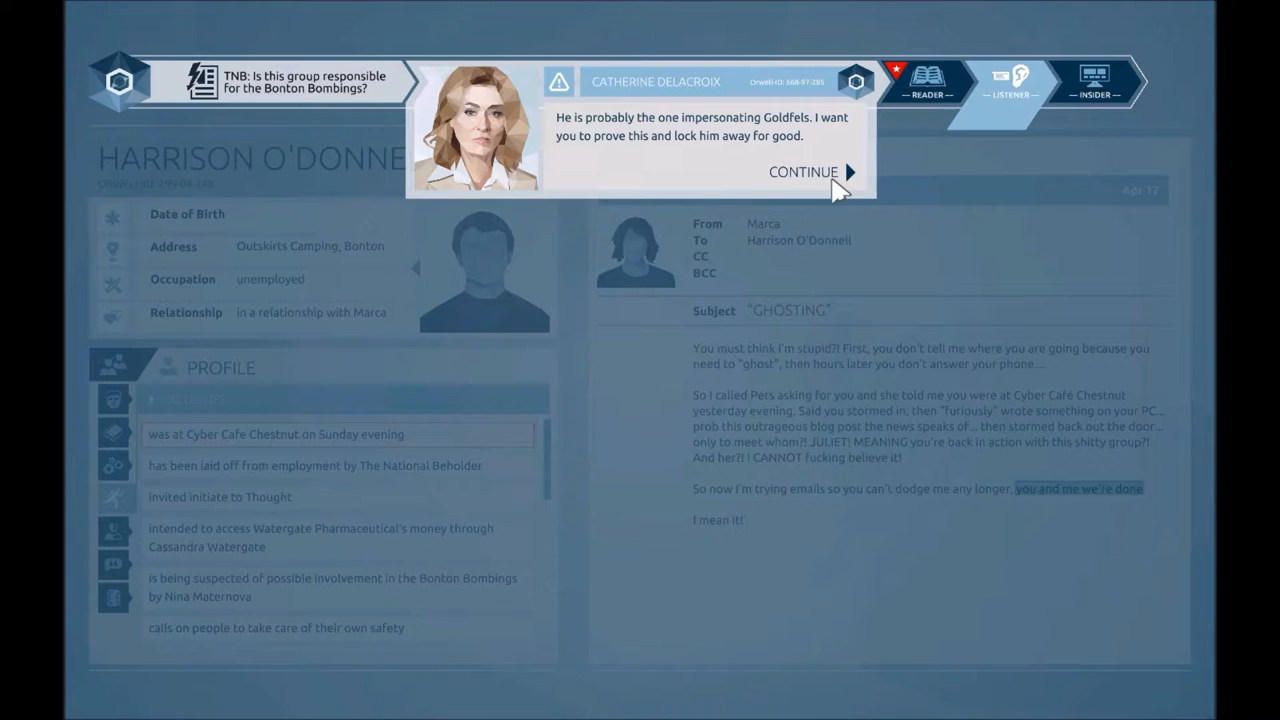 TNB: Is this group responsible
for the Bonton Bombings?
CATHERINE DELACROIX
Orwell-ID: 668-97-285
He is probably the one impersonating Goldfels. I want
you to prove this and lock him away for good.
CONTINUE
— READER —
— LISTENER —
— INSIDER —
HARRISON O'DONNE
ORWELL-ID: 299-04-248
Date of Birth
Address Outskirts Camping, Bonton
Occupation unemployed
Relationship in a relationship with Marca
PROFILE
was at Cyber Cafe Chestnut on Sunday evening
has been laid off from employment by The National Beholder
invited initiate to Thought
intended to access Watergate Pharmaceutical's money through
Cassandra Watergate
is being suspected of possible involvement in the Bonton Bombings
by Nina Maternova
calls on people to take care of their own safety
Apr 17
From Marca
To Harrison O'Donnell
CC
BCC
Subject "GHOSTING"
You must think I'm stupid?! First, you don't tell me where you are going because you
need to "ghost", then hours later you don't answer your phone....
So I called Pers asking for you and she told me you were at Cyber Café Chestnut
yesterday evening. Said you stormed in, then "furiously" wrote something on your PC...
prob this outrageous blog post the news speaks of... then stormed back out the door...
only to meet whom?! JULIET! MEANING you're back in action with this shitty group?!
And her?! I CANNOT fucking believe it!
So now I'm trying emails so you can't dodge me any longer, you and me we're done
I mean it!